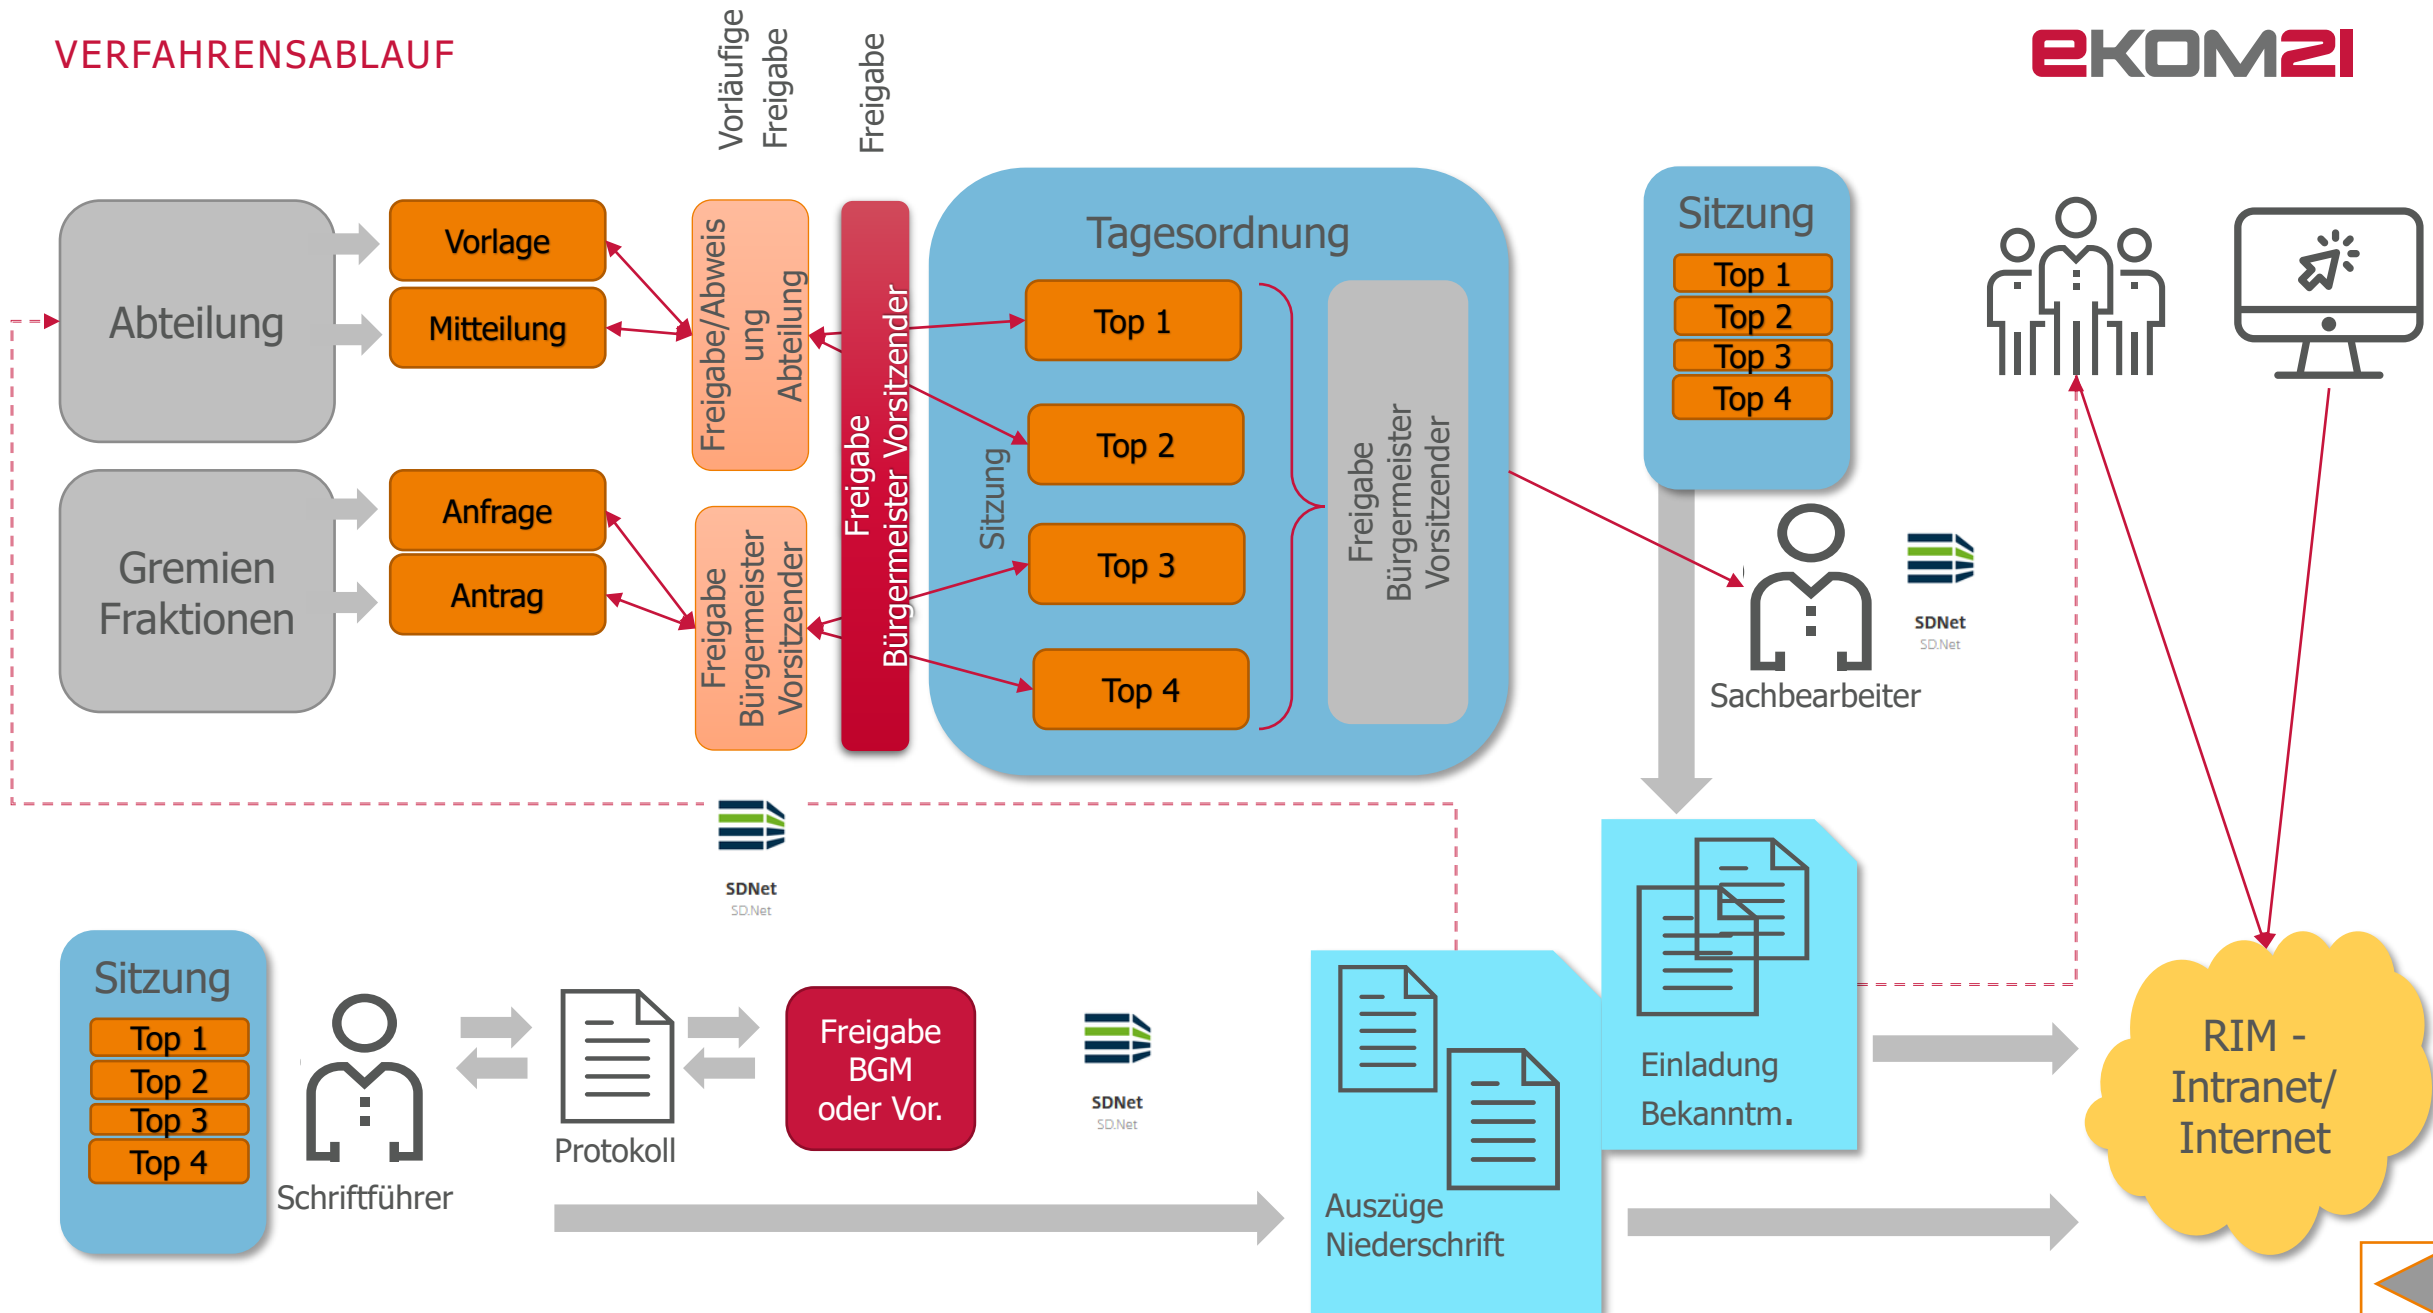 VERFAHRENSABLAUF
Vorläufige
Freigabe
Freigabe
eKOM21
Abteilung
Vorlage
Mitteilung
Gremien
Fraktionen
Anfrage
Antrag
Freigabe/Abweis
ung
Abteilung
Freigabe
Bürgermeister
Vorsitzender
Freigabe
Bürgermeister Vorsitzender
Tagesordnung
Sitzung
Top 1
Top 2
Top 3
Top 4
Freigabe
Bürgermeister
Vorsitzender
Sitzung
Top 1
Top 2
Top 3
Top 4
Sachbearbeiter
SDNet
SD.Net
SDNet
SD.Net
Sitzung
Top 1
Top 2
Top 3
Top 4
Schriftführer
Protokoll
Freigabe
BGM
oder Vor.
SDNet
SD.Net
Auszüge
Niederschrift
Einladung
Bekanntm.
RIM -
Intranet/
Internet